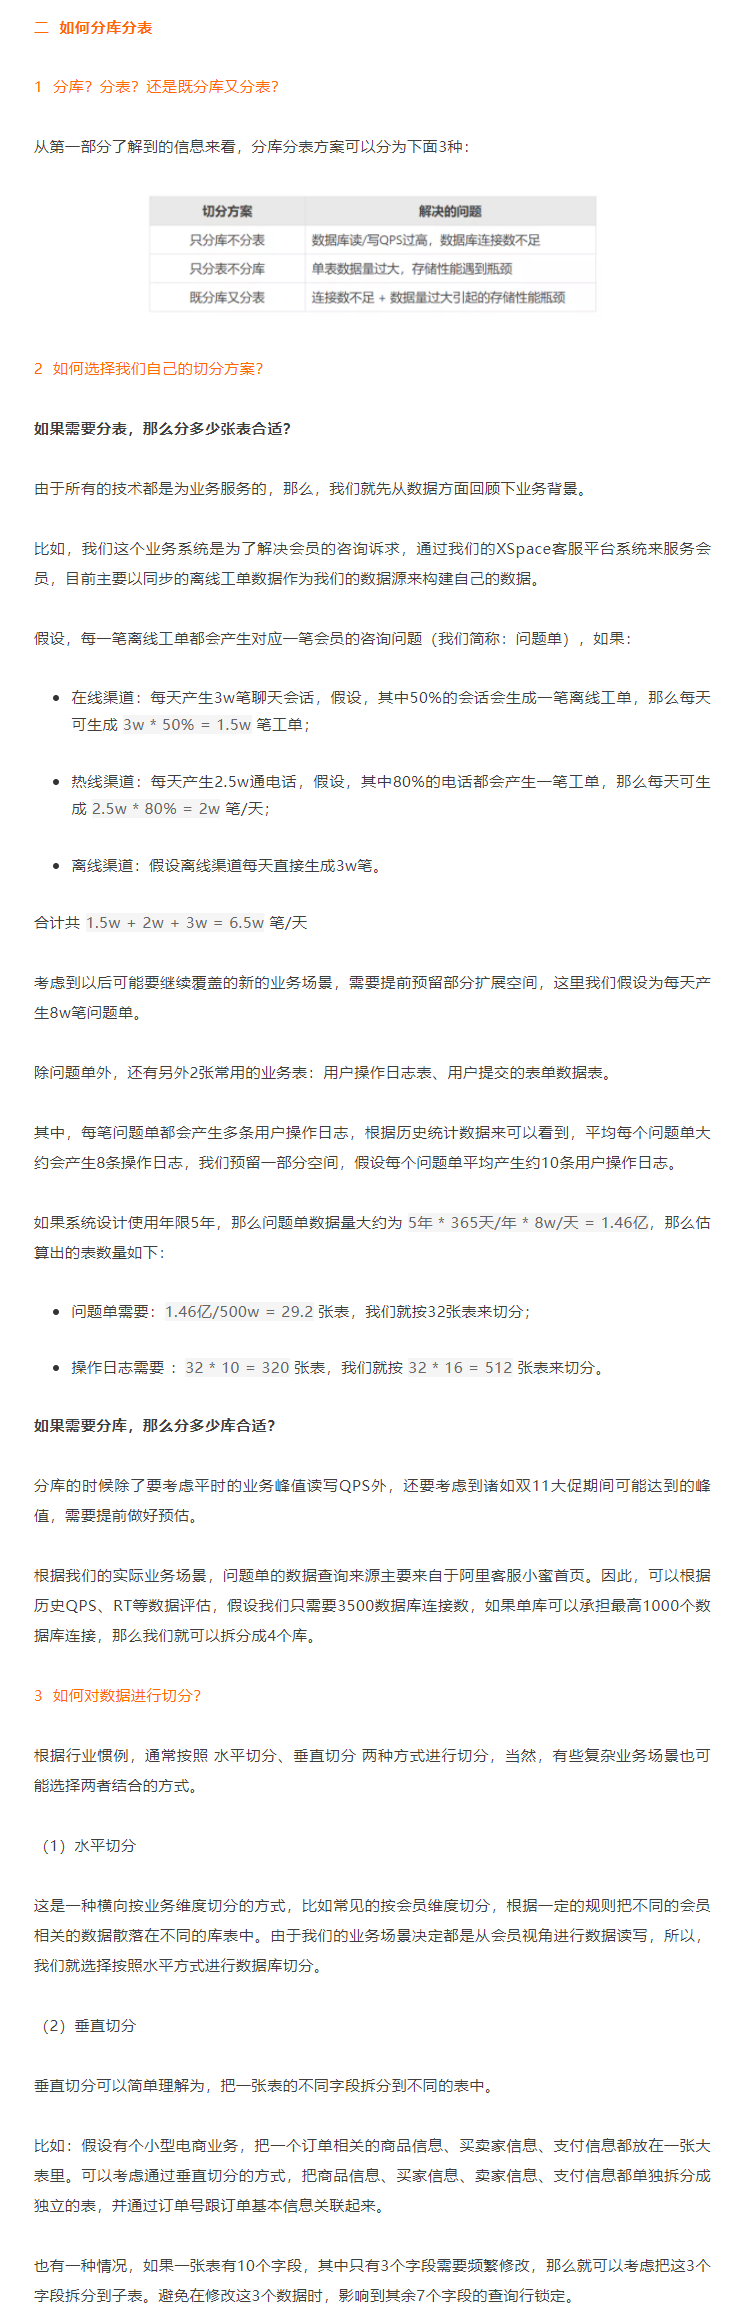 二 如何分库分表
1 分库？分表？还是既分库又分表？
从第一部分了解到的信息来看，分库分表方案可以分为下面3种：
切分方案 解决的问题
只分库不分表 数据库读/写QPS过高，数据库连接数不足
只分表不分库 单表数据量过大，存储性能遇到瓶颈
既分库又分表 连接数不足 + 数据量过大引起的存储性能瓶颈
2 如何选择我们自己的切分方案？
如果需要分表，那么分多少张表合适？
由于所有的技术都是为业务服务的，那么，我们就先从数据方面回顾下业务背景。
比如，我们这个业务系统是为了解决会员的咨询诉求，通过我们的XSpace客服平台系统来服务会
员，目前主要以同步的离线工单数据作为我们的数据源来构建自己的数据。
假设，每一笔离线工单都会产生对应一笔会员的咨询问题（我们简称：问题单），如果：
• 在线渠道：每天产生3w笔聊天会话，假设，其中50%的会话会生成一笔离线工单，那么每天
可生成 3w * 50% = 1.5w 笔工单；
• 热线渠道：每天产生2.5w通电话，假设，其中80%的电话都会产生一笔工单，那么每天可生
成 2.5w * 80% = 2w 笔/天；
• 离线渠道：假设离线渠道每天直接生成3w笔。
合计共 1.5w + 2w + 3w = 6.5w 笔/天
考虑到以后可能要继续覆盖的新的业务场景，需要提前预留部分扩展空间，这里我们假设为每天产
生8w笔问题单。
除问题单外，还有另外2张常用的业务表：用户操作日志表、用户提交的表单数据表。
其中，每笔问题单都会产生多条用户操作日志，根据历史统计数据来可以看到，平均每个问题单大
约会产生8条操作日志，我们预留一部分空间，假设每个问题单平均产生约10条用户操作日志。
如果系统设计使用年限5年，那么问题单数据量大约为 5年 * 365天/年 * 8w/天 = 1.46亿，那么估
算出的表数量如下：
• 问题单需要：1.46亿/500w = 29.2 张表，我们就按32张表来切分；
• 操作日志需要 ：32 * 10 = 320 张表，我们就按 32 * 16 = 512 张表来切分。
如果需要分库，那么分多少库合适？
分库的时候除了要考虑平时的业务峰值读写QPS外，还要考虑到诸如双11大促期间可能达到的峰
值，需要提前做好预估。
根据我们的实际业务场景，问题单的数据查询来源主要来自于阿里客服小蜜首页。因此，可以根据
历史QPS、RT等数据评估，假设我们只需要3500数据库连接数，如果单库可以承担最高1000个数
据库连接，那么我们就可以拆分成4个库。
3 如何对数据进行切分？
根据行业惯例，通常按照 水平切分、垂直切分 两种方式进行切分，当然，有些复杂业务场景也可
能选择两者结合的方式。
（1）水平切分
这是一种横向按业务维度切分的方式，比如常见的按会员维度切分，根据一定的规则把不同的会员
相关的数据散落在不同的库表中。由于我们的业务场景决定都是从会员视角进行数据读写，所以，
我们就选择按照水平方式进行数据库切分。
（2）垂直切分
垂直切分可以简单理解为，把一张表的不同字段拆分到不同的表中。
比如：假设有个小型电商业务，把一个订单相关的商品信息、买卖家信息、支付信息都放在一张大
表里。可以考虑通过垂直切分的方式，把商品信息、买家信息、卖家信息、支付信息都单独拆分成
独立的表，并通过订单号跟订单基本信息关联起来。
也有一种情况，如果一张表有10个字段，其中只有3个字段需要频繁修改，那么就可以考虑把这3个
字段拆分到子表。避免在修改这3个数据时，影响到其余7个字段的查询行锁定。